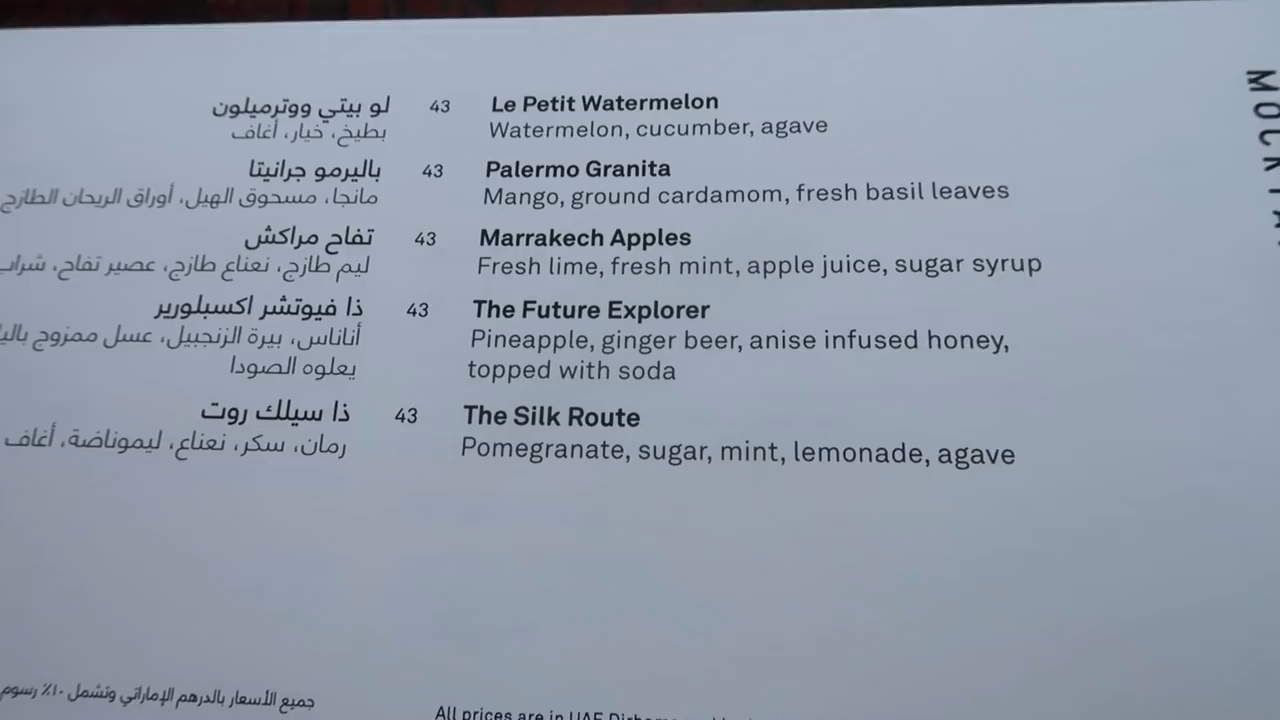 Le Petit Watermelon 43 لو بيتي ووترميلون
Watermelon, cucumber, agave
بطيخ، خيار، أغاف
Palermo Granita 43 باليرمو جرانيتا
Mango, ground cardamom, fresh basil leaves
مانجا، مسحوق الهيل، أوراق الريحان الطازج
Marrakech Apples 43 تفاح مراكش
Fresh lime, fresh mint, apple juice, sugar syrup
ليم طازج، نعناع طازج، عصير تفاح، شراب
The Future Explorer 43 ذا فيوتشر اكسبلورير
Pineapple, ginger beer, anise infused honey,
topped with soda
أناناس، بيرة الزنجبيل، عسل ممزوج
يعلوه الصودا
The Silk Route 43 ذا سيلك روت
Pomegranate, sugar, mint, lemonade, agave
رمان، سكر، نعناع، ليموناضة، أغاف
جميع الأسعار بالدرهم الإماراتي وتشمل ١٠٪ رسوم
All prices are in UAE